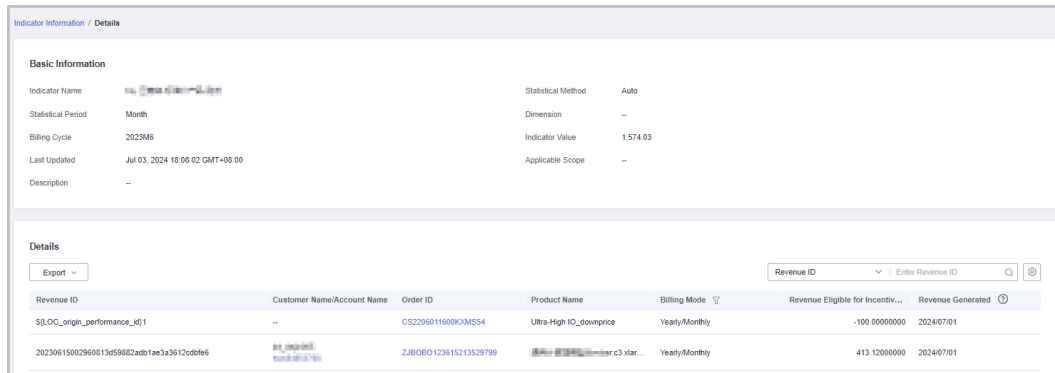 Indicator Information / Details
Basic Information
Indicator Name
Statistical Method Auto
Statistical Period Month
Dimension --
Billing Cycle 2023M6
Indicator Value 1,574.03
Last Updated Jul 03, 2024 18:08:02 GMT+08:00
Applicable Scope --
Description --
Details
Export
Revenue ID
Enter Revenue ID
Revenue ID Customer Name/Account Name Order ID Product Name Billing Mode Revenue Eligible for Incentiv... Revenue Generated
${LOC_origin_performance_id}1 -- CS2206011600KXMS54 Ultra-High IO_downprice Yearly/Monthly -100.00000000 2024/07/01
20230615002960813d59882adb1ae3a3612cdbfe6 ZJBOBO123615213529799 c3.xlar... Yearly/Monthly 413.12000000 2024/07/01